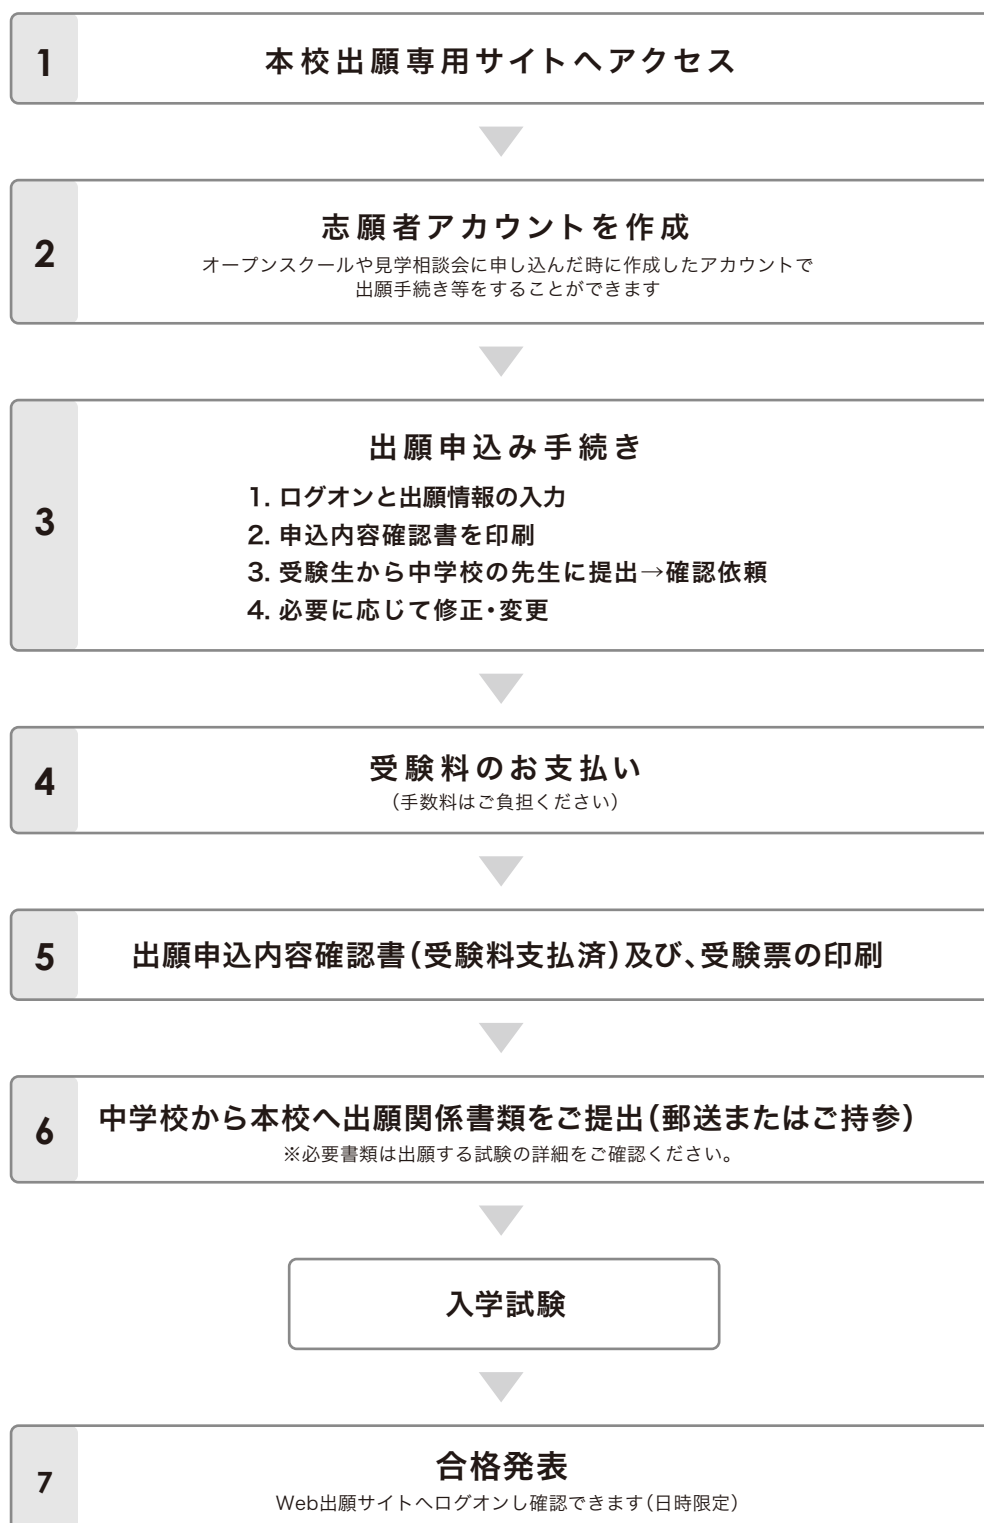 1
本校出願専用サイトへアクセス
2
志願者アカウントを作成
オープンスクールや見学相談会に申し込んだ時に作成したアカウントで
出願手続き等をすることができます
3
出願申込み手続き
1. ログオンと出願情報の入力
2. 申込内容確認書を印刷
3. 受験生から中学校の先生に提出→確認依頼
4. 必要に応じて修正・変更
4
受験料のお支払い
(手数料はご負担ください)
5
出願申込内容確認書(受験料支払済)及び、受験票の印刷
6
中学校から本校へ出願関係書類をご提出(郵送またはご持参)
※必要書類は出願する試験の詳細をご確認ください。
入学試験
7
合格発表
Web出願サイトへログオンし確認できます(日時限定)